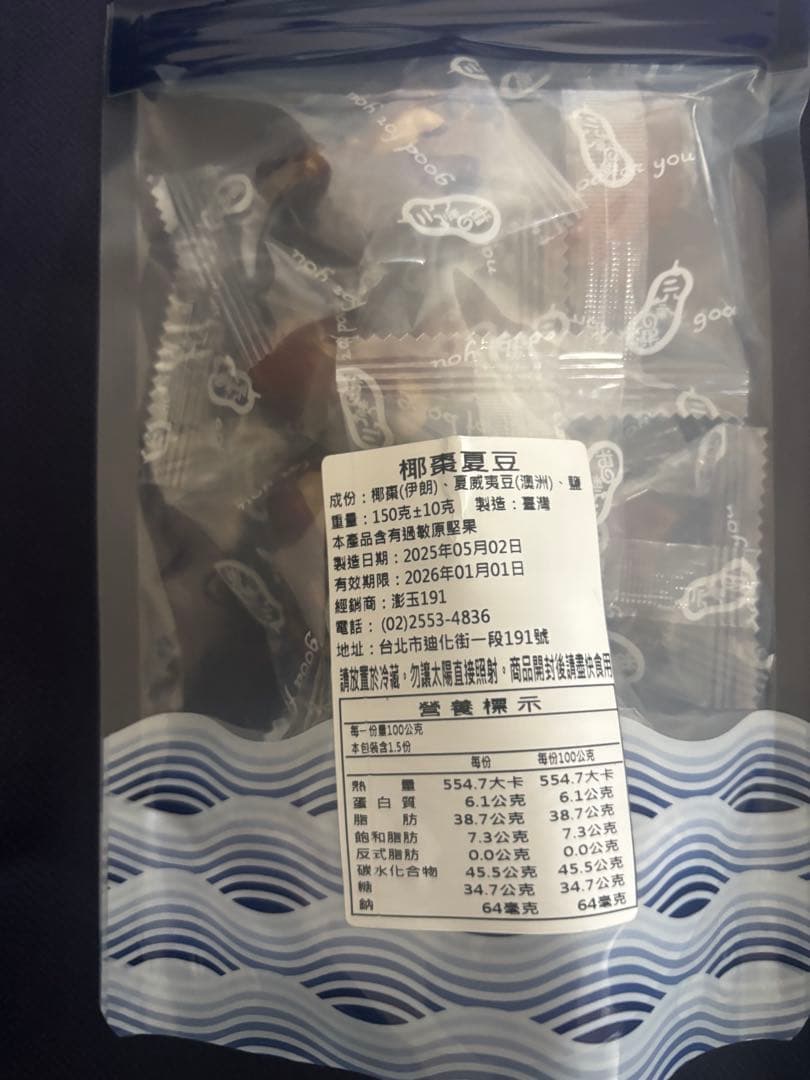 good for you
for you
you
goo
椰棗夏豆
成份：椰棗(伊朗)、夏威夷豆(澳洲)、鹽
重量：150克±10克 製造：臺灣
本產品含有過敏原堅果
製造日期：2025年05月02日
有效期限：2026年01月01日
經銷商：澎玉191
電話：(02)2553-4836
地址：台北市迪化街一段191號
請放置於冷藏。勿讓太陽直接照射。商品開封後請盡快食用
營養標示
每一份量100公克
本包裝含1.5份
每份 每份100公克
熱量 554.7大卡 554.7大卡
蛋白質 6.1公克 6.1公克
脂肪 38.7公克 38.7公克
飽和脂肪 7.3公克 7.3公克
反式脂肪 0.0公克 0.0公克
碳水化合物 45.5公克 45.5公克
糖 34.7公克 34.7公克
鈉 64毫克 64毫克